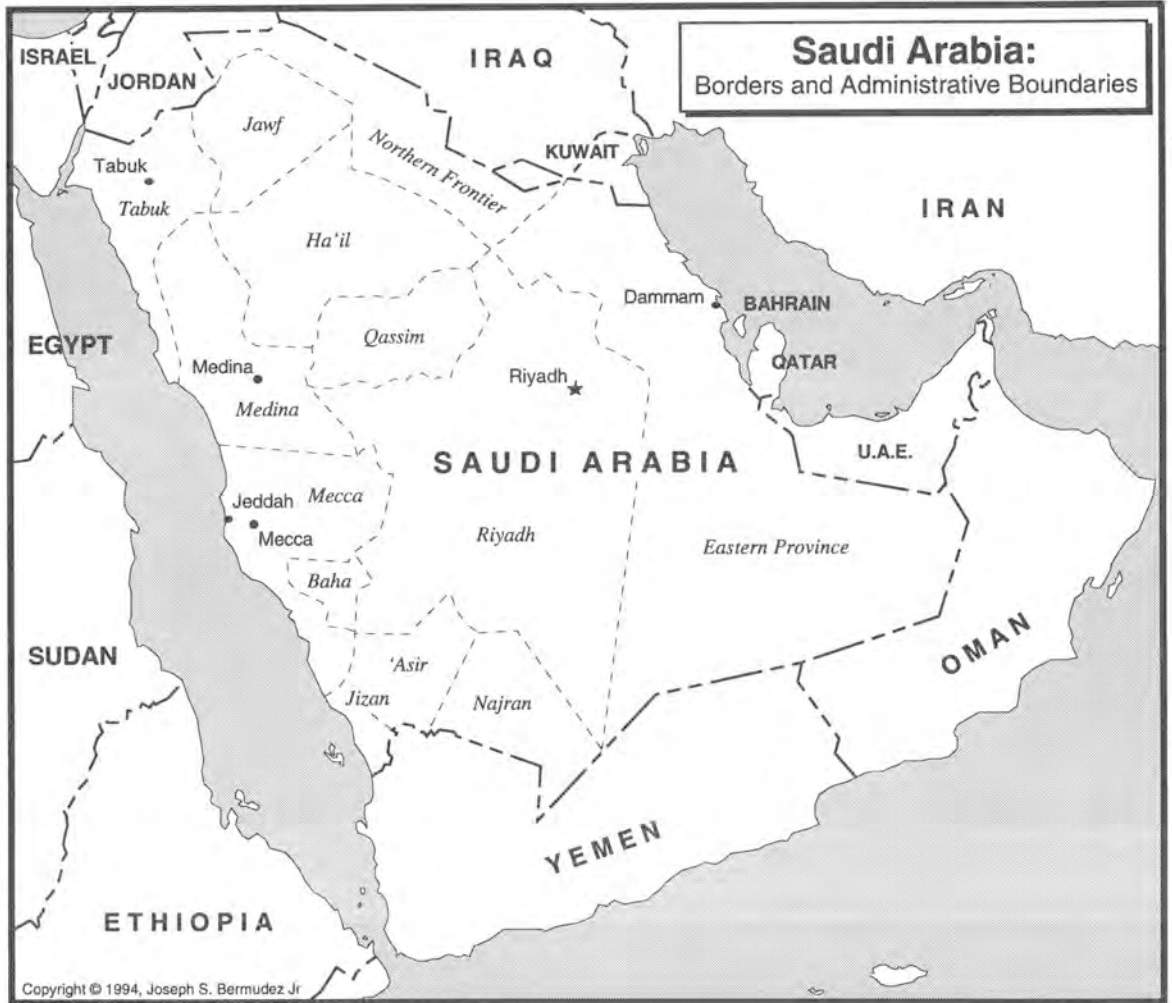 Saudi Arabia:
Borders and Administrative Boundaries
ISRAEL
JORDAN
IRAQ
Jawf
Northern Frontier
KUWAIT
Tabuk
Tabuk
IRAN
Ha'il
Dammam
BAHRAIN
EGYPT
Qassim
QATAR
Medina
Riyadh
Medina
SAUDI ARABIA
U.A.E.
Jeddah
Mecca
Mecca
Riyadh
Eastern Province
Baha
SUDAN
OMAN
'Asir
Jizan
Najran
YEMEN
ETHIOPIA
Copyright © 1994, Joseph S. Bermudez Jr